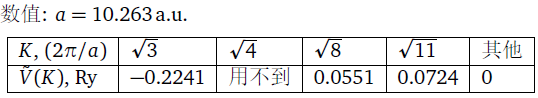 数值: a = 10.263 a.u.
K, (2π/a) √3 √4 √8 √11 其他
Ṽ(K), Ry −0.2241 用不到 0.0551 0.0724 0